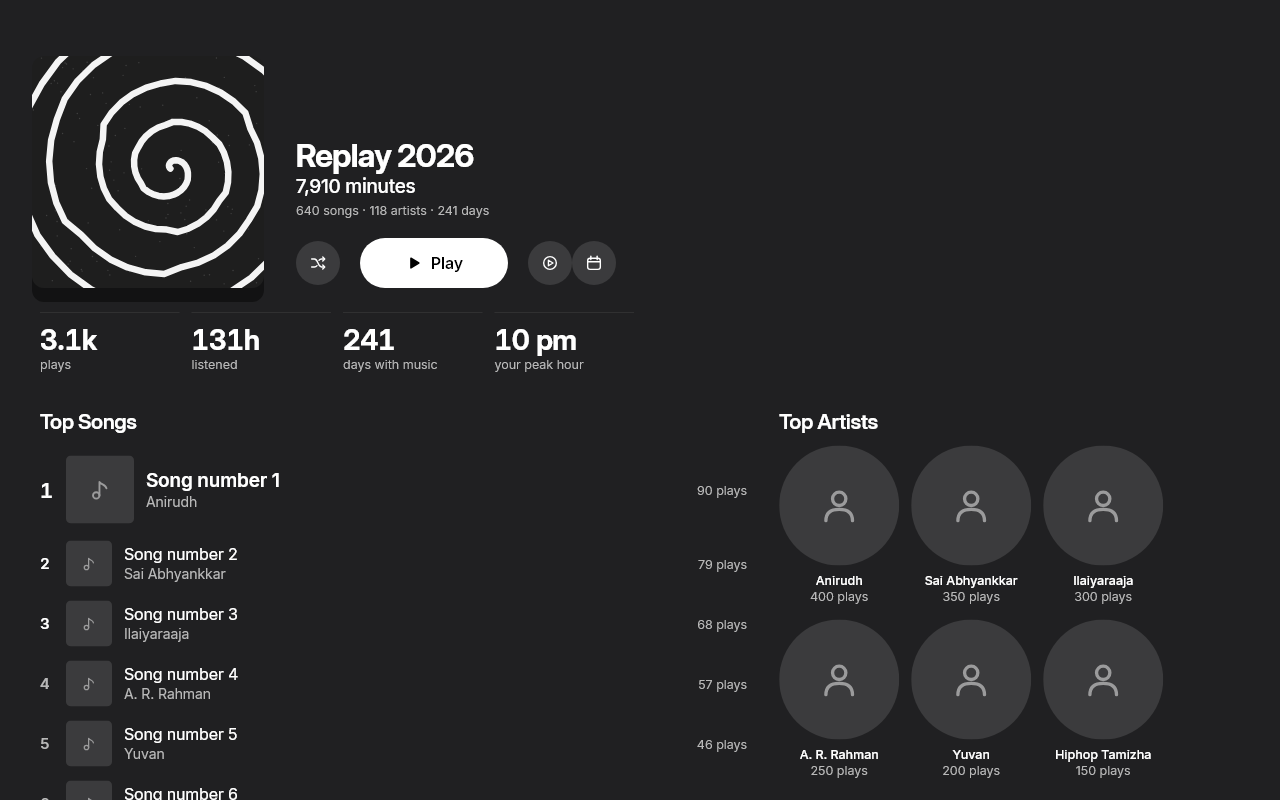 Replay 2026
7,910 minutes
640 songs · 118 artists · 241 days
Play
3.1k
plays
131h
listened
241
days with music
10 pm
your peak hour
Top Songs
1
Song number 1
Anirudh
90 plays
2
Song number 2
Sai Abhyankkar
79 plays
3
Song number 3
Ilaiyaraaja
68 plays
4
Song number 4
A. R. Rahman
57 plays
5
Song number 5
Yuvan
46 plays
Song number 6
Top Artists
Anirudh
400 plays
Sai Abhyankkar
350 plays
Ilaiyaraaja
300 plays
A. R. Rahman
250 plays
Yuvan
200 plays
Hiphop Tamizha
150 plays